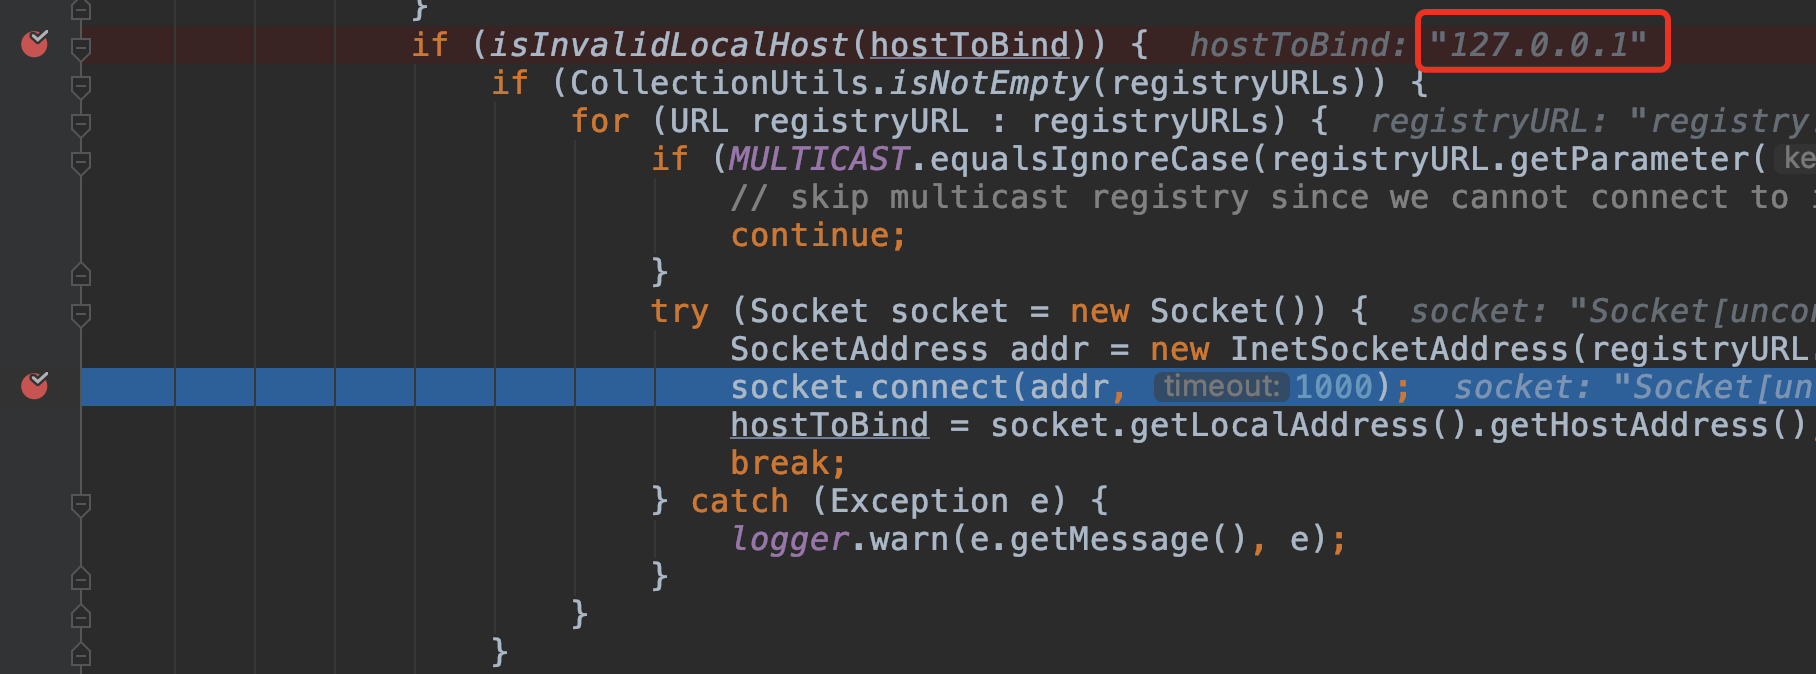 }
if (isInvalidLocalHost(hostToBind)) { hostToBind: "127.0.0.1"
if (CollectionUtils.isNotEmpty(registryURLs)) {
for (URL registryURL : registryURLs) { registryURL: "registry
if (MULTICAST.equalsIgnoreCase(registryURL.getParameter( ke
// skip multicast registry since we cannot connect to
continue;
}
try (Socket socket = new Socket()) { socket: "Socket[uncon
SocketAddress addr = new InetSocketAddress(registryURL.
socket.connect(addr, timeout: 1000); socket: "Socket[un
hostToBind = socket.getLocalAddress().getHostAddress()
break;
} catch (Exception e) {
logger.warn(e.getMessage(), e);
}
}
}